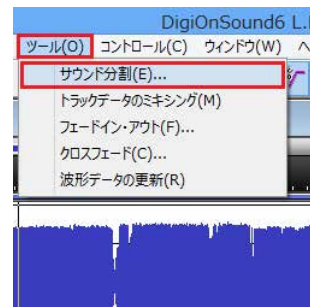 DigiOnSound6 L.
ツール(O) コントロール(C) ウィンドウ(W) ヘ
サウンド分割(E)...
トラックデータのミキシング(M)
フェードイン・アウト(F)...
クロスフェード(C)...
波形データの更新(R)